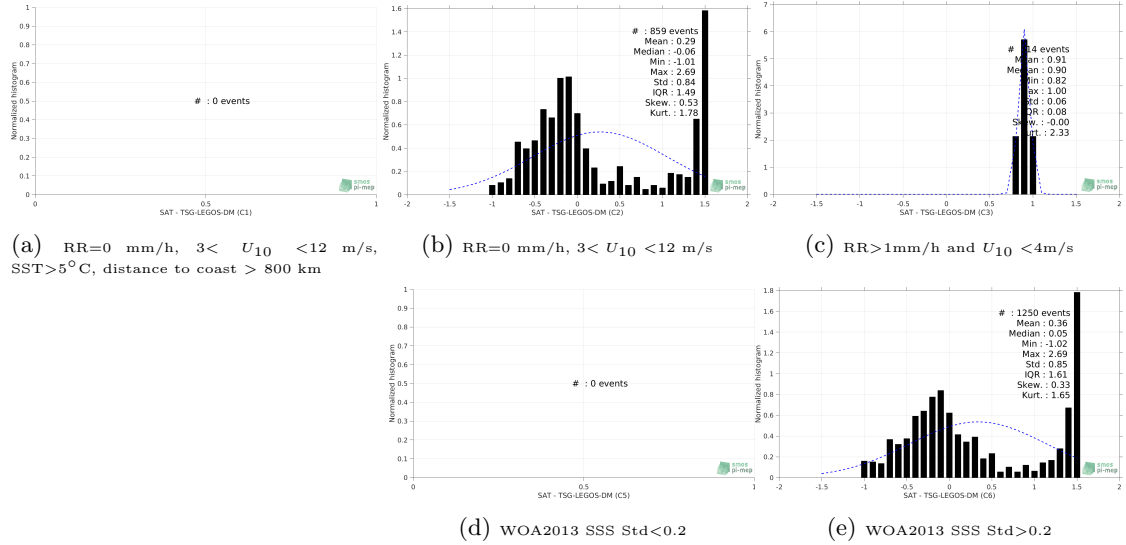 1
0.9
0.8
0.7
0.6
0.5
0.4
0.3
0.2
0.1
0
Normalized histogram
# : 0 events
0 0.5 1
SAT - TSG-LEGOS-DM (C1)
smos
pi-mep
1.6
1.4
1.2
1
0.8
0.6
0.4
0.2
0
Normalized histogram
# : 859 events
Mean : 0.29
Median : -0.06
Min : -1.01
Max : 2.69
Std : 0.84
IQR : 1.49
Skew. : 0.53
Kurt. : 1.78
-2 -1.5 -1 -0.5 0 0.5 1 1.5 2
SAT - TSG-LEGOS-DM (C2)
smos
pi-mep
7
6
5
4
3
2
1
0
Normalized histogram
# : 14 events
Mean : 0.91
Median : 0.90
Min : 0.82
Max : 1.00
Std : 0.06
IQR : 0.08
Skew. : -0.00
Kurt. : 2.33
-2 -1.5 -1 -0.5 0 0.5 1 1.5 2
SAT - TSG-LEGOS-DM (C3)
smos
pi-mep
(a) RR=0 mm/h, 3< U10 <12 m/s,
SST>5°C, distance to coast > 800 km
(b) RR=0 mm/h, 3< U10 <12 m/s
(c) RR>1mm/h and U10 <4m/s
1
0.9
0.8
0.7
0.6
0.5
0.4
0.3
0.2
0.1
0
Normalized histogram
# : 0 events
0 0.5 1
SAT - TSG-LEGOS-DM (C5)
smos
pi-mep
1.8
1.6
1.4
1.2
1
0.8
0.6
0.4
0.2
0
Normalized histogram
# : 1250 events
Mean : 0.36
Median : 0.05
Min : -1.02
Max : 2.69
Std : 0.85
IQR : 1.61
Skew. : 0.33
Kurt. : 1.65
-2 -1.5 -1 -0.5 0 0.5 1 1.5 2
SAT - TSG-LEGOS-DM (C6)
smos
pi-mep
(d) WOA2013 SSS Std<0.2
(e) WOA2013 SSS Std>0.2